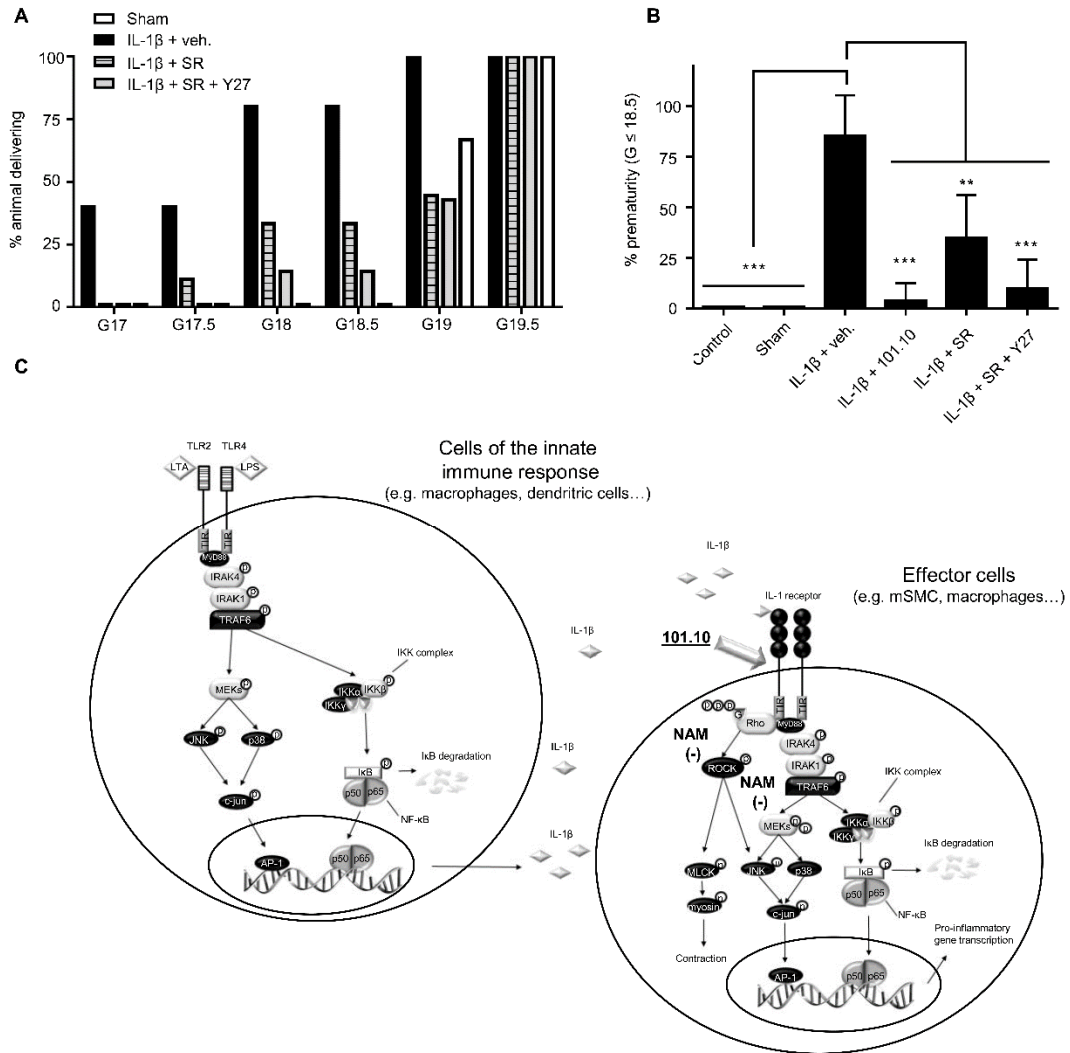 A
Sham
IL-1β + veh.
IL-1β + SR
IL-1β + SR + Y27
% animal delivering
100
75
50
25
0
G17
G17.5
G18
G18.5
G19
G19.5
B
% prematurity (G ≤ 18.5)
100
75
50
25
0
***
***
**
***
Control
Sham
IL-1β + veh.
IL-1β + 101.10
IL-1β + SR
IL-1β + SR + Y27
C
Cells of the innate
immune response
(e.g. macrophages, dendritric cells…)
TLR2
TLR4
LTA
LPS
TIR
TIR
MyD88
IRAK4
P
IRAK1
P
TRAF6
P
MEKs
P
JNK
P
p38
P
c-jun
P
AP-1
IKK complex
IKKα
IKKβ
P
IKKγ
IκB
P
IκB degradation
p50
p65
NF-κB
p50
p65
IL-1β
IL-1β
IL-1β
Effector cells
(e.g. mSMC, macrophages…)
IL-1β
IL-1 receptor
101.10
TIR
TIR
P
P
P
G
Rho
MyD88
NAM
(-)
ROCK
P
IRAK4
P
IRAK1
P
NAM
(-)
TRAF6
P
MEKs
P
P
MLCK
P
JNK
P
p38
P
myosin
P
c-jun
P
Contraction
AP-1
IKK complex
IKKα
IKKβ
P
IKKγ
IκB
P
IκB degradation
p50
p65
NF-κB
Pro-inflammatory
gene transcription
p50
p65